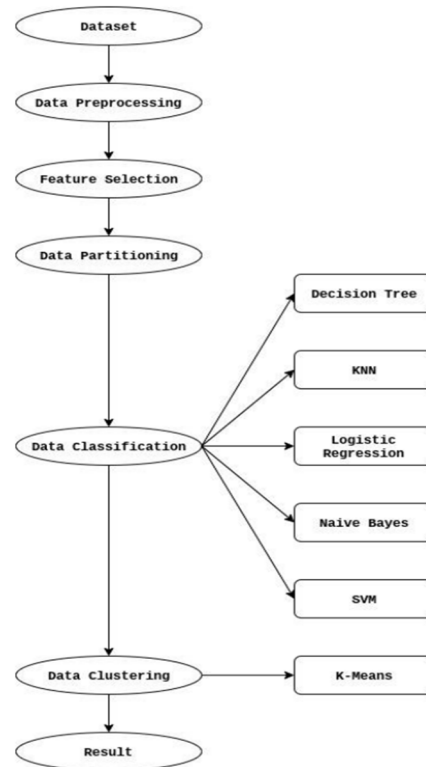 Dataset
Data Preprocessing
Feature Selection
Data Partitioning
Decision Tree
KNN
Data Classification
Logistic
Regression
Naive Bayes
SVM
Data Clustering
K-Means
Result